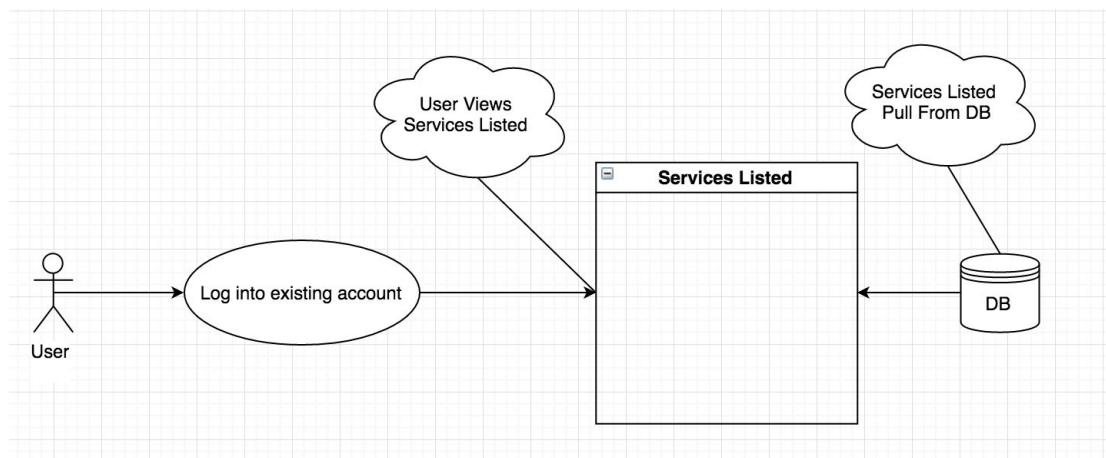 User Views
Services Listed
Services Listed
Pull From DB
Services Listed
Log into existing account
DB
User